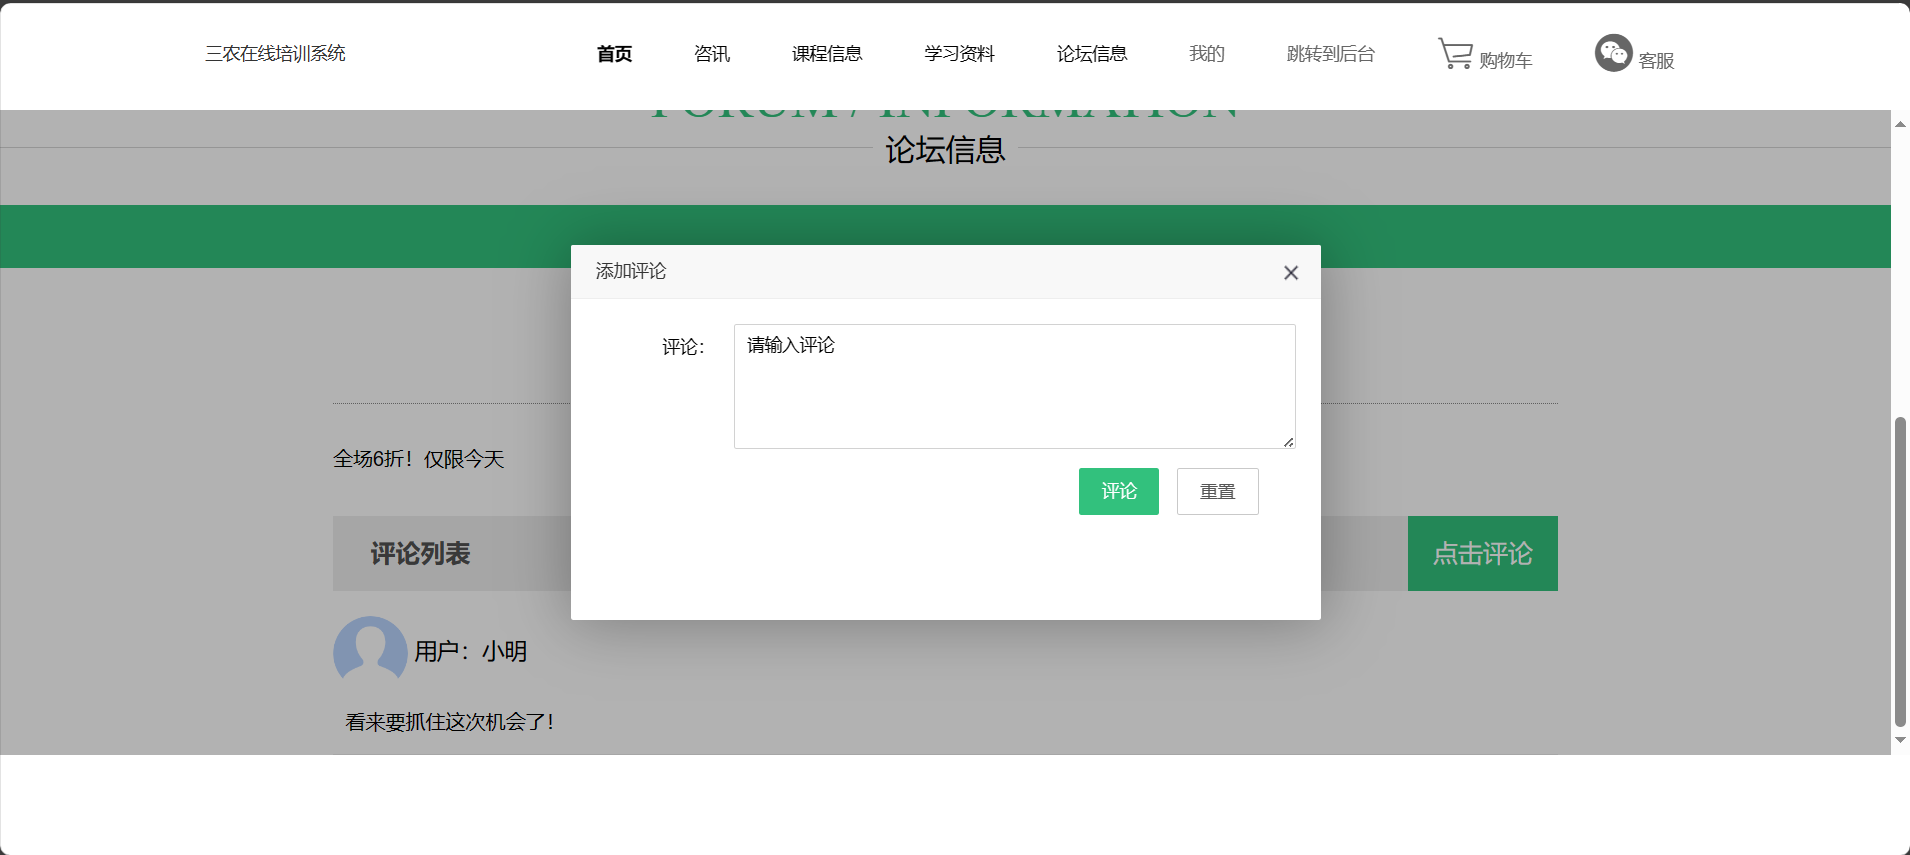 三农在线培训系统
首页
咨讯
课程信息
学习资料
论坛信息
我的
跳转到后台
购物车
客服
FORUM / INFORMATION
论坛信息
添加评论
评论：
请输入评论
评论
重置
全场6折！仅限今天
评论列表
点击评论
用户：小明
看来要抓住这次机会了！